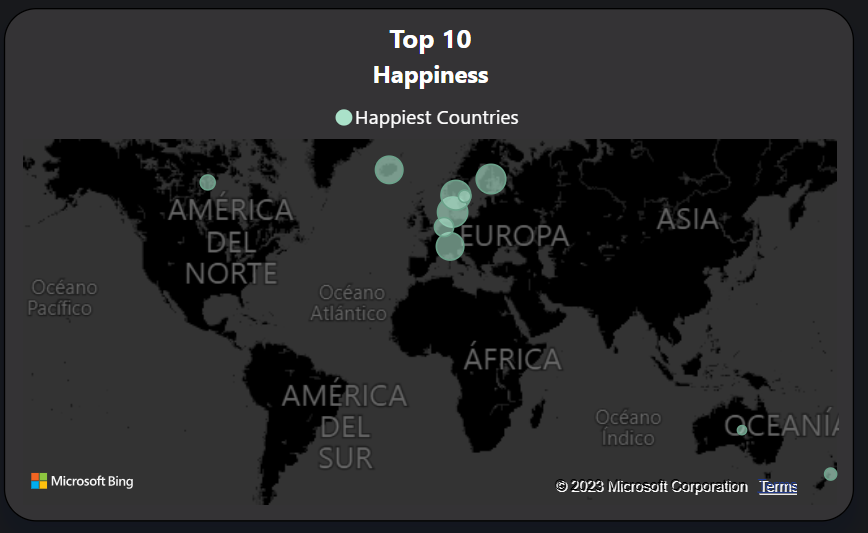 Top 10
Happiness
Happiest Countries
AMÉRICA
DEL
NORTE
EUROPA
ASIA
Océano
Pacífico
Océano
Atlántico
ÁFRICA
AMÉRICA
DEL
SUR
Océano
Índico
OCEANÍA
Microsoft Bing
© 2023 Microsoft Corporation Terms